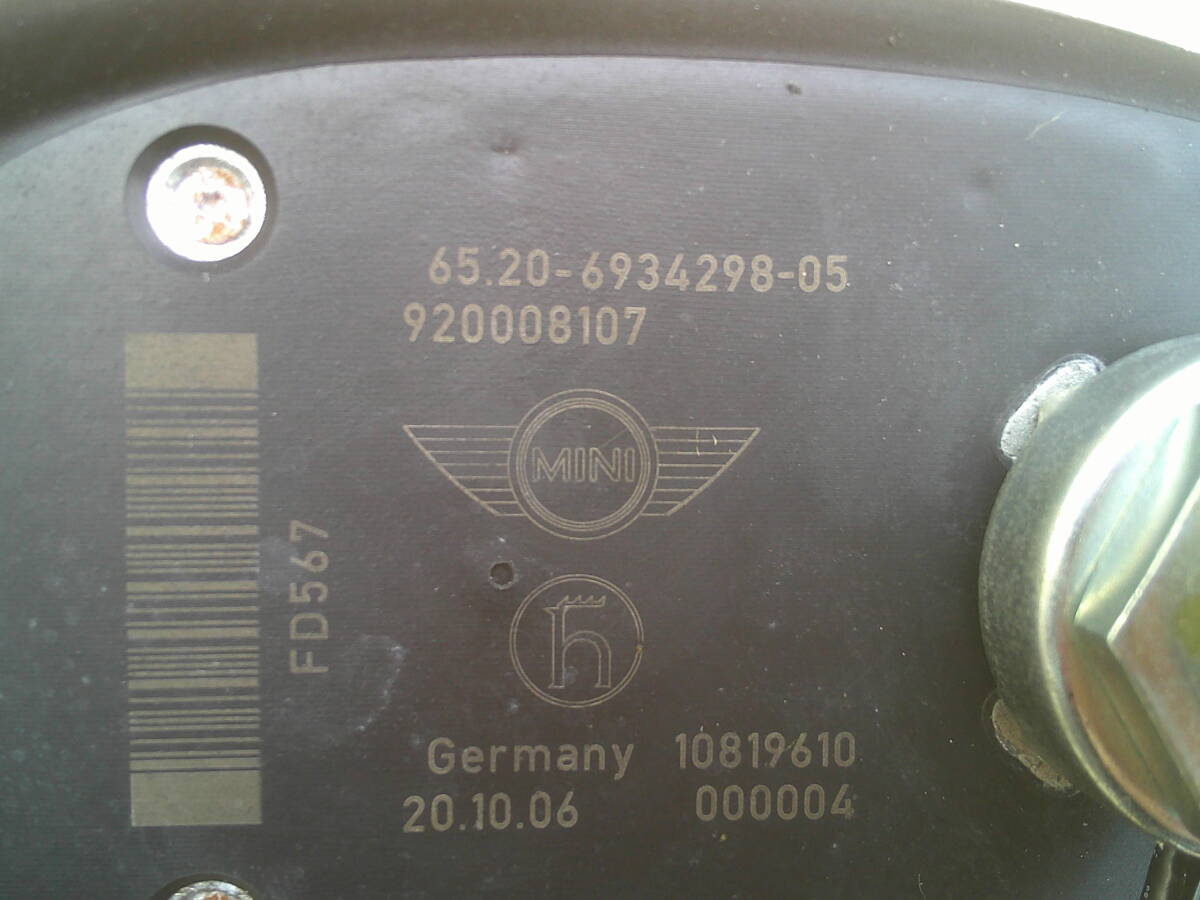 65.20-6934298-05
920008107
MINI
FD567
h
Germany 10819610
20.10.06 000004